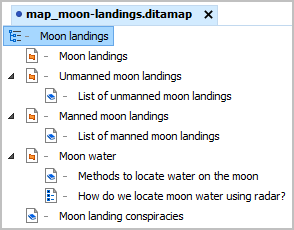 map_moon-landings.ditamap
Moon landings
Moon landings
Unmanned moon landings
List of unmanned moon landings
Manned moon landings
List of manned moon landings
Moon water
Methods to locate water on the moon
How do we locate moon water using radar?
Moon landing conspiracies